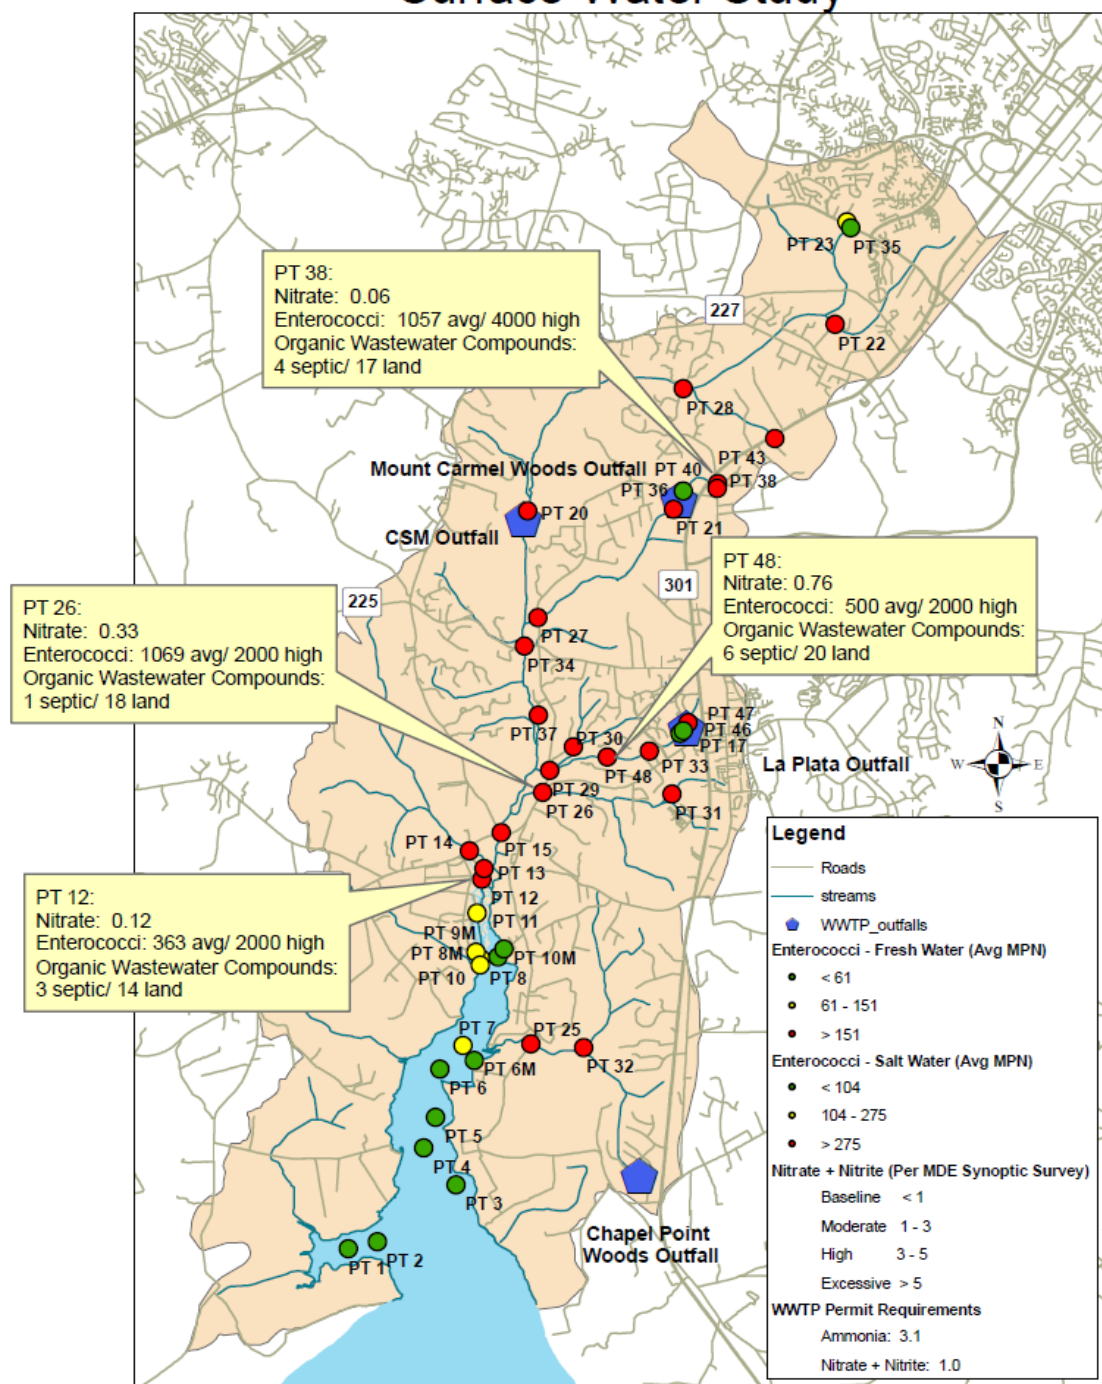 Surface Water Study
PT 23
PT 35
PT 38:
Nitrate: 0.06
Enterococci: 1057 avg/ 4000 high
Organic Wastewater Compounds:
4 septic/ 17 land
227
PT 22
PT 28
PT 43
Mount Carmel Woods Outfall
PT 40
PT 38
PT 36
PT 20
PT 21
CSM Outfall
PT 48:
Nitrate: 0.76
Enterococci: 500 avg/ 2000 high
Organic Wastewater Compounds:
6 septic/ 20 land
301
225
PT 26:
Nitrate: 0.33
Enterococci: 1069 avg/ 2000 high
Organic Wastewater Compounds:
1 septic/ 18 land
PT 27
PT 34
PT 47
PT 46
PT 17
PT 37
PT 30
PT 33
PT 48
La Plata Outfall
N
W
E
S
PT 29
PT 26
PT 31
PT 14
PT 15
PT 13
PT 12
PT 11
PT 12:
Nitrate: 0.12
Enterococci: 363 avg/ 2000 high
Organic Wastewater Compounds:
3 septic/ 14 land
PT 9M
PT 8M
PT 10M
PT 10
PT 8
PT 7
PT 25
PT 6M
PT 32
PT 6
PT 5
PT 4
PT 3
PT 2
PT 1
Chapel Point
Woods Outfall
Legend
Roads
streams
WWTP_outfalls
Enterococci - Fresh Water (Avg MPN)
< 61
61 - 151
> 151
Enterococci - Salt Water (Avg MPN)
< 104
104 - 275
> 275
Nitrate + Nitrite (Per MDE Synoptic Survey)
Baseline < 1
Moderate 1 - 3
High 3 - 5
Excessive > 5
WWTP Permit Requirements
Ammonia: 3.1
Nitrate + Nitrite: 1.0